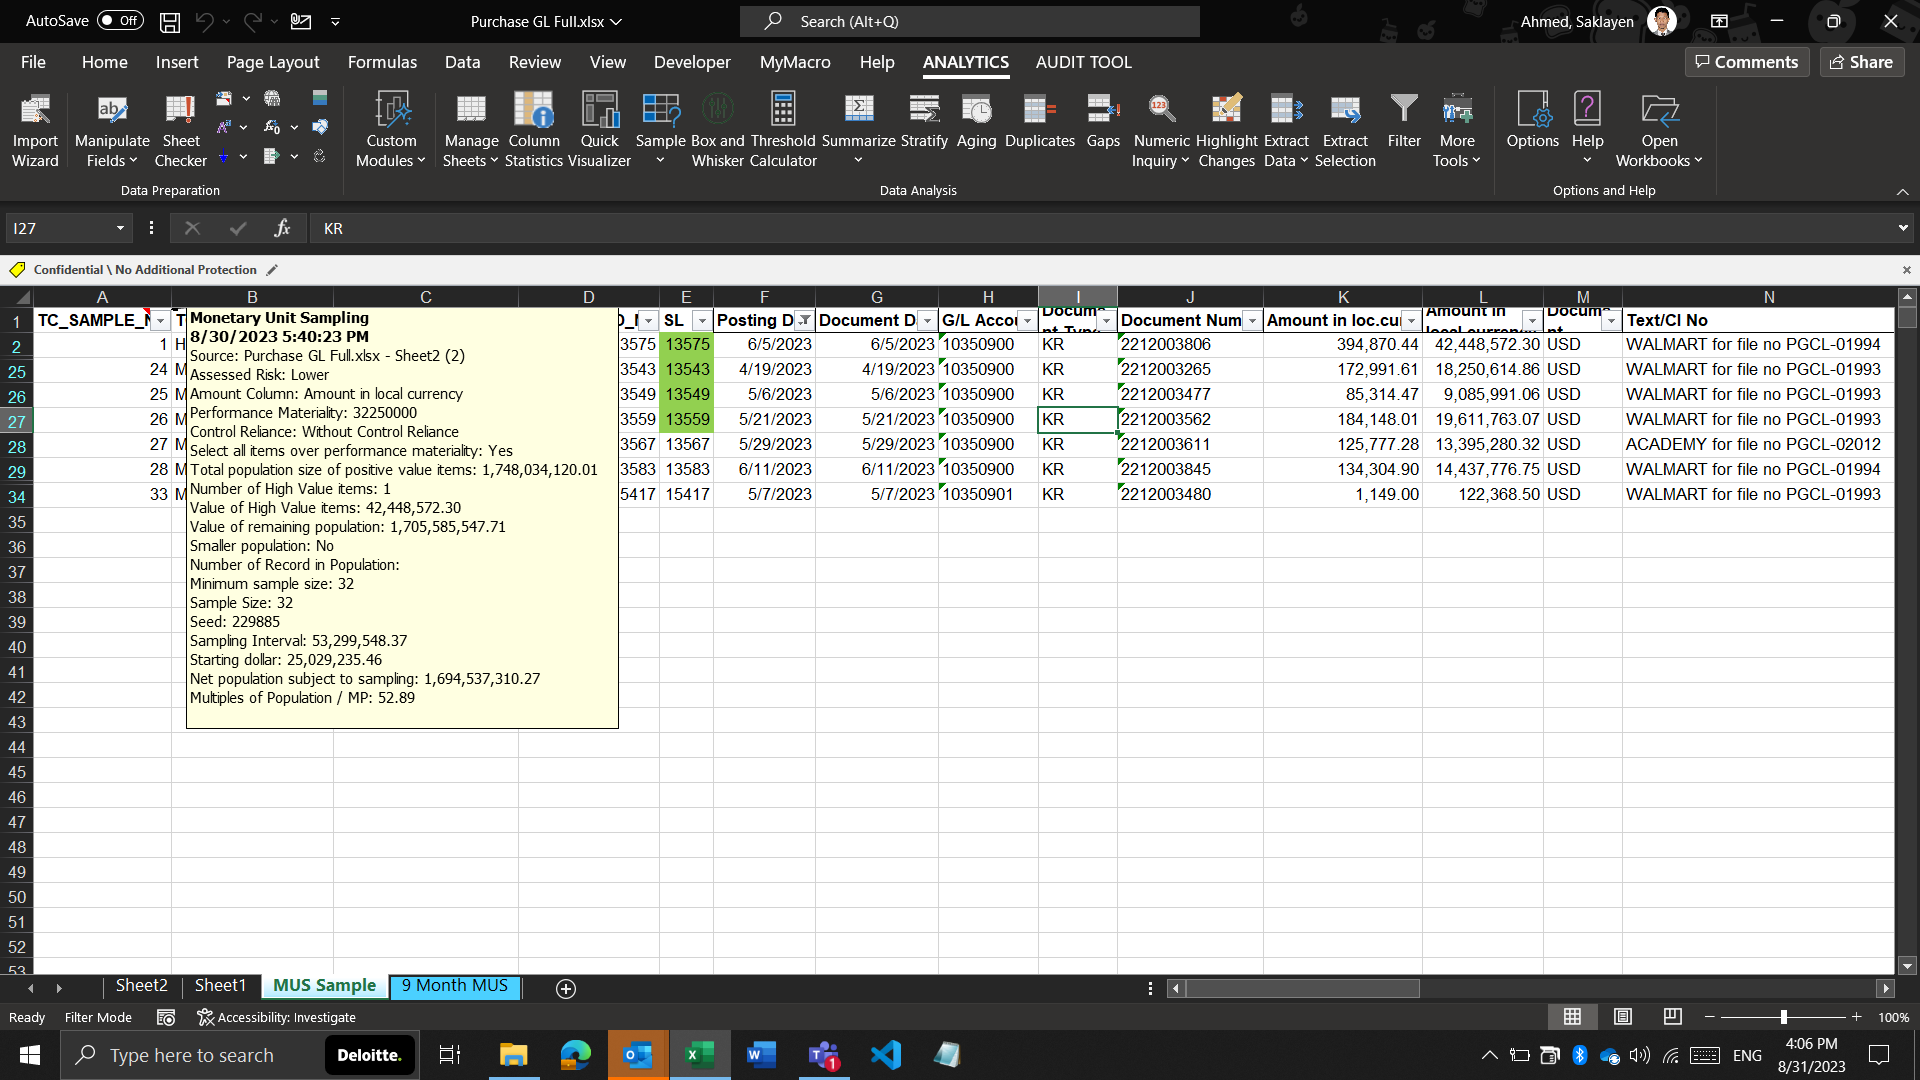 AutoSave Off Purchase GL Full.xlsx Search (Alt+Q) Ahmed, Saklayen
File Home Insert Page Layout Formulas Data Review View Developer MyMacro Help ANALYTICS AUDIT TOOL Comments Share
Import Wizard
Manipulate Fields
Sheet Checker
Custom Modules
Manage Sheets
Column Statistics
Quick Visualizer
Sample
Box and Whisker
Threshold Calculator
Summarize
Stratify
Aging
Duplicates
Gaps
Numeric Inquiry
Highlight Changes
Extract Data
Extract Selection
Filter
More Tools
Options
Help
Open Workbooks
Data Preparation Data Analysis Options and Help
I27 fx KR
Confidential \ No Additional Protection
A B C D E F G H I J K L M N
1 TC_SAMPLE_N T SL Posting D Document D G/L Accou Document Num Amount in loc.cu Text/CI No
2 1 H 3575 13575 6/5/2023 6/5/2023 10350900 KR 2212003806 394,870.44 42,448,572.30 USD WALMART for file no PGCL-01994
25 24 M 3543 13543 4/19/2023 4/19/2023 10350900 KR 2212003265 172,991.61 18,250,614.86 USD WALMART for file no PGCL-01993
26 25 M 3549 13549 5/6/2023 5/6/2023 10350900 KR 2212003477 85,314.47 9,085,991.06 USD WALMART for file no PGCL-01993
27 26 M 3559 13559 5/21/2023 5/21/2023 10350900 KR 2212003562 184,148.01 19,611,763.07 USD WALMART for file no PGCL-01993
28 27 M 3567 13567 5/29/2023 5/29/2023 10350900 KR 2212003611 125,777.28 13,395,280.32 USD ACADEMY for file no PGCL-02012
29 28 M 3583 13583 6/11/2023 6/11/2023 10350900 KR 2212003845 134,304.90 14,437,776.75 USD WALMART for file no PGCL-01994
34 33 M 5417 15417 5/7/2023 5/7/2023 10350901 KR 2212003480 1,149.00 122,368.50 USD WALMART for file no PGCL-01993
Monetary Unit Sampling
8/30/2023 5:40:23 PM
Source: Purchase GL Full.xlsx - Sheet2 (2)
Assessed Risk: Lower
Amount Column: Amount in local currency
Performance Materiality: 32250000
Control Reliance: Without Control Reliance
Select all items over performance materiality: Yes
Total population size of positive value items: 1,748,034,120.01
Number of High Value items: 1
Value of High Value items: 42,448,572.30
Value of remaining population: 1,705,585,547.71
Smaller population: No
Number of Record in Population:
Minimum sample size: 32
Sample Size: 32
Seed: 229885
Sampling Interval: 53,299,548.37
Starting dollar: 25,029,235.46
Net population subject to sampling: 1,694,537,310.27
Multiples of Population / MP: 52.89
35
36
37
38
39
40
41
42
43
44
45
46
47
48
49
50
51
52
53
Sheet2 Sheet1 MUS Sample 9 Month MUS
Ready Filter Mode Accessibility: Investigate 100%
Type here to search Deloitte. 1 ENG 4:06 PM
8/31/2023